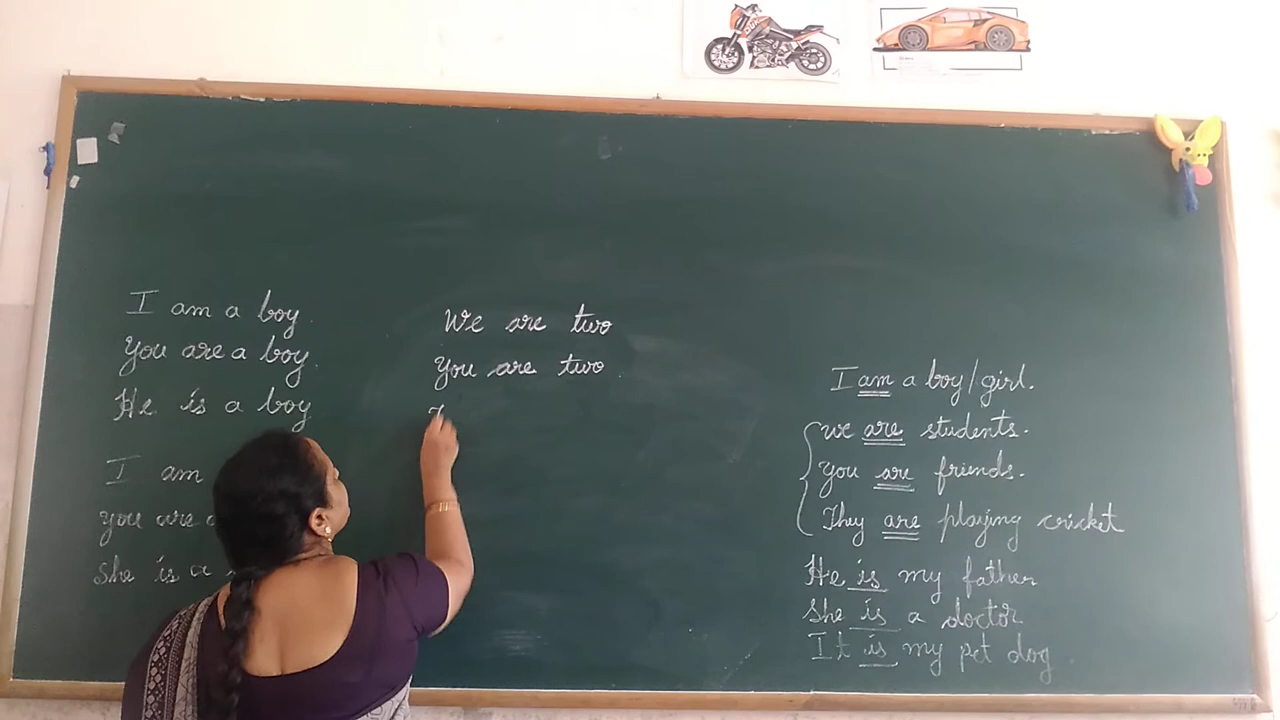 I am a boy.
You are a boy.
He is a boy
I am
you are
She is a
We are two
You are two.
I am a boy/girl.
we are students.
you are friends.
They are playing cricket
He is my father
She is a doctor
It is my pet dog.